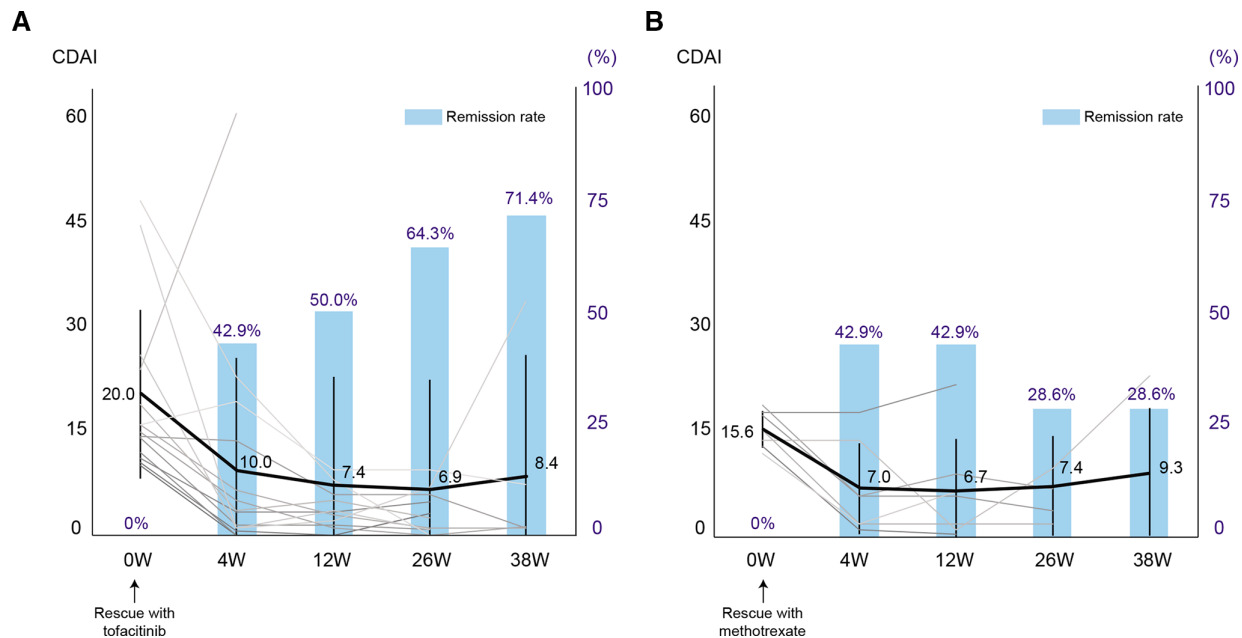 A
CDAI
(%)
100
60
Remission rate
75
71.4%
45
64.3%
50.0%
50
30
42.9%
20.0
25
15
10.0
7.4
6.9
8.4
0
0%
0
0W
4W
12W
26W
38W
Rescue with
tofacitinib
B
CDAI
(%)
100
60
Remission rate
75
45
50
30
42.9%
42.9%
28.6%
28.6%
25
15
15.6
7.0
6.7
7.4
9.3
0
0%
0
0W
4W
12W
26W
38W
Rescue with
methotrexate